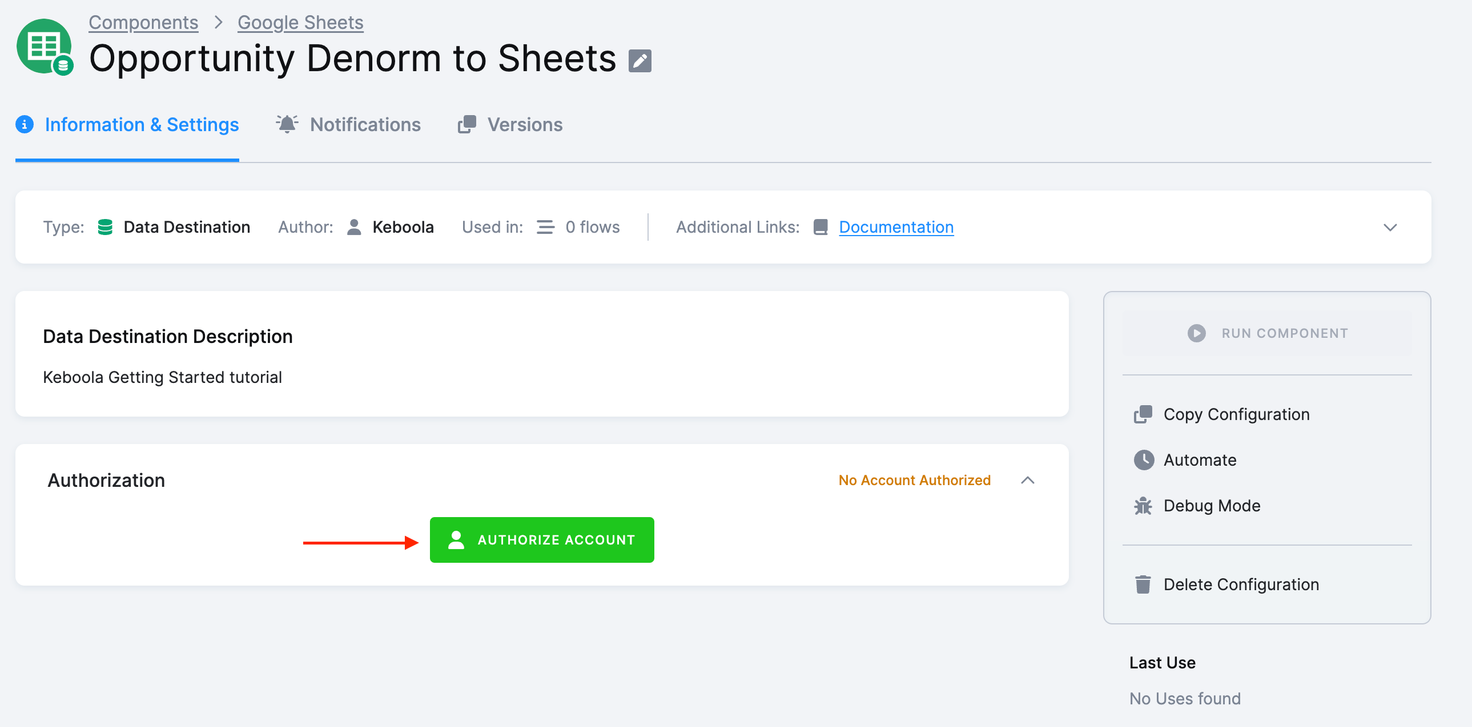 Components > Google Sheets
Opportunity Denorm to Sheets
Information & Settings Notifications Versions
Type: Data Destination Author: Keboola Used in: 0 flows Additional Links: Documentation
Data Destination Description
Keboola Getting Started tutorial
Authorization No Account Authorized
AUTHORIZE ACCOUNT
RUN COMPONENT
Copy Configuration
Automate
Debug Mode
Delete Configuration
Last Use
No Uses found